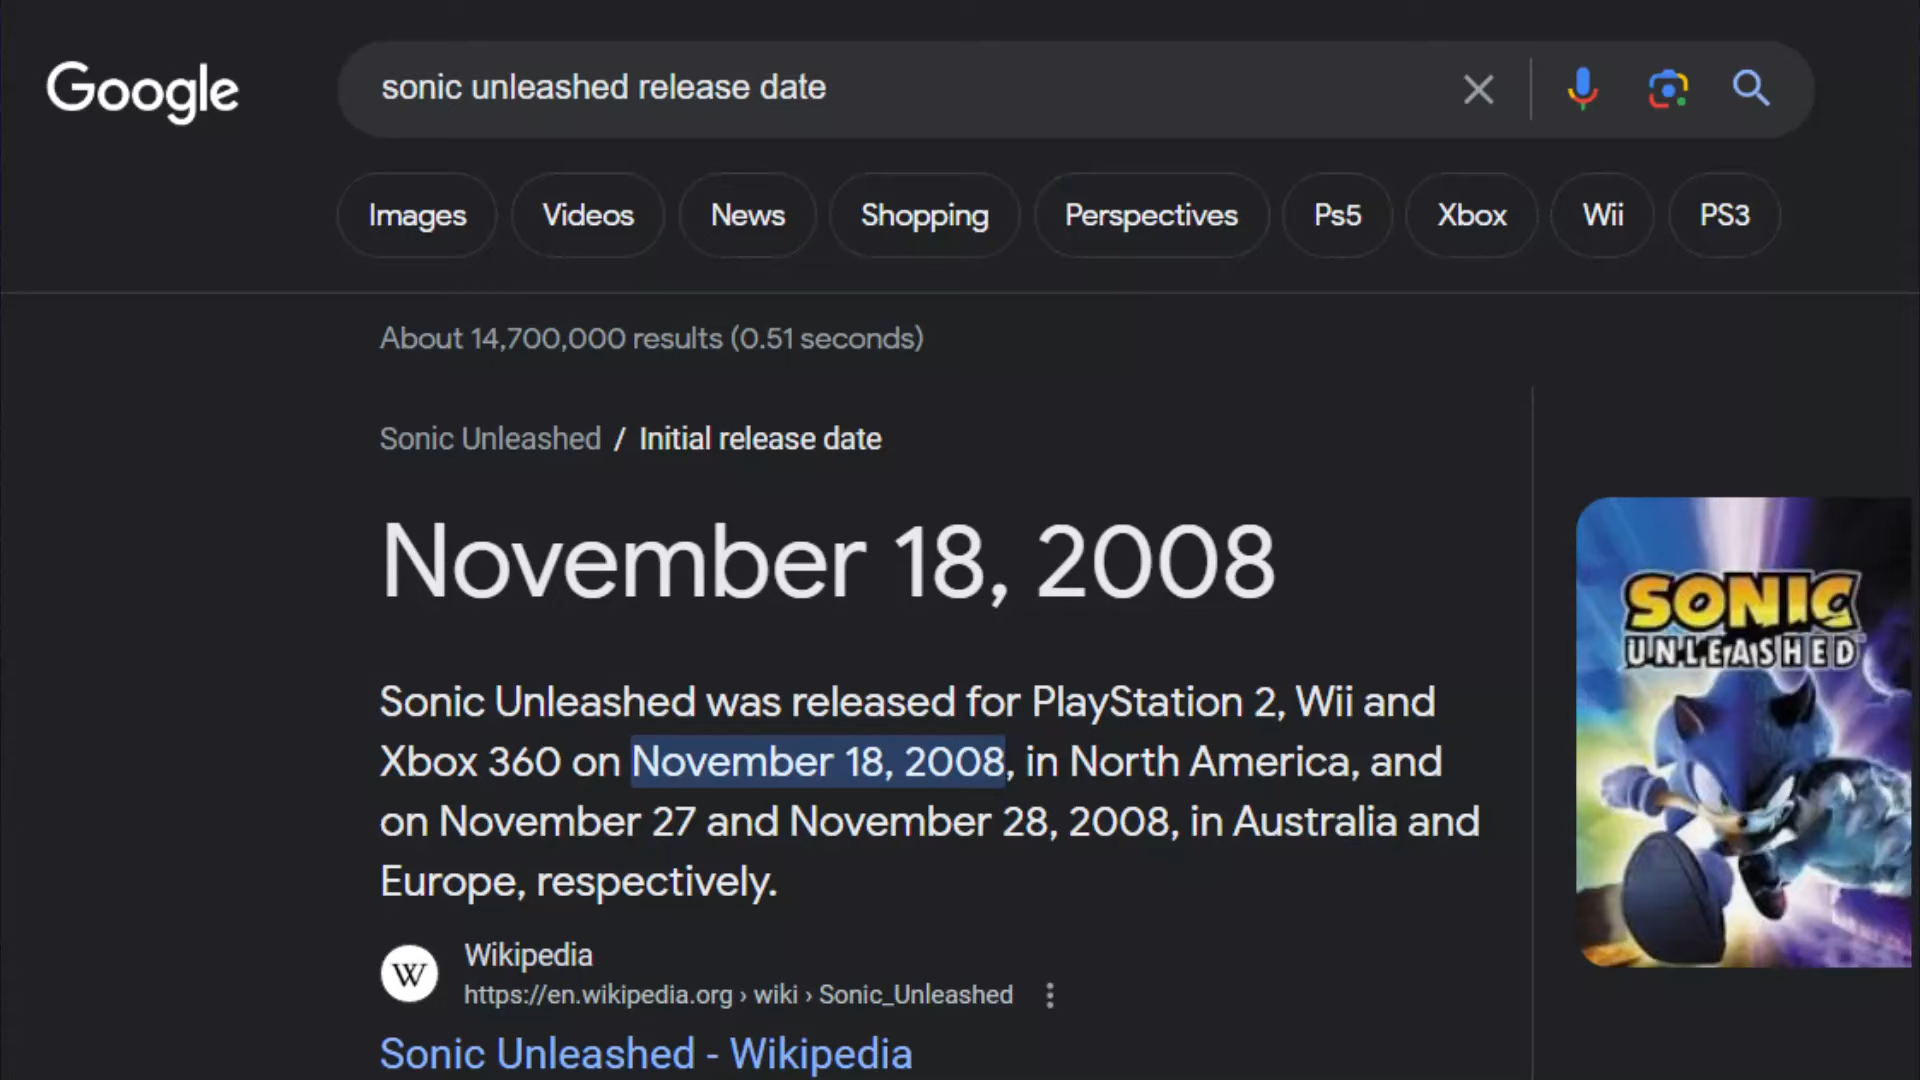 Google
sonic unleashed release date
Images Videos News Shopping Perspectives Ps5 Xbox Wii PS3
About 14,700,000 results (0.51 seconds)
Sonic Unleashed / Initial release date
November 18, 2008
Sonic Unleashed was released for PlayStation 2, Wii and
Xbox 360 on November 18, 2008, in North America, and
on November 27 and November 28, 2008, in Australia and
Europe, respectively.
W
Wikipedia
https://en.wikipedia.org › wiki › Sonic_Unleashed
Sonic Unleashed - Wikipedia
SONIC
UNLEASHED